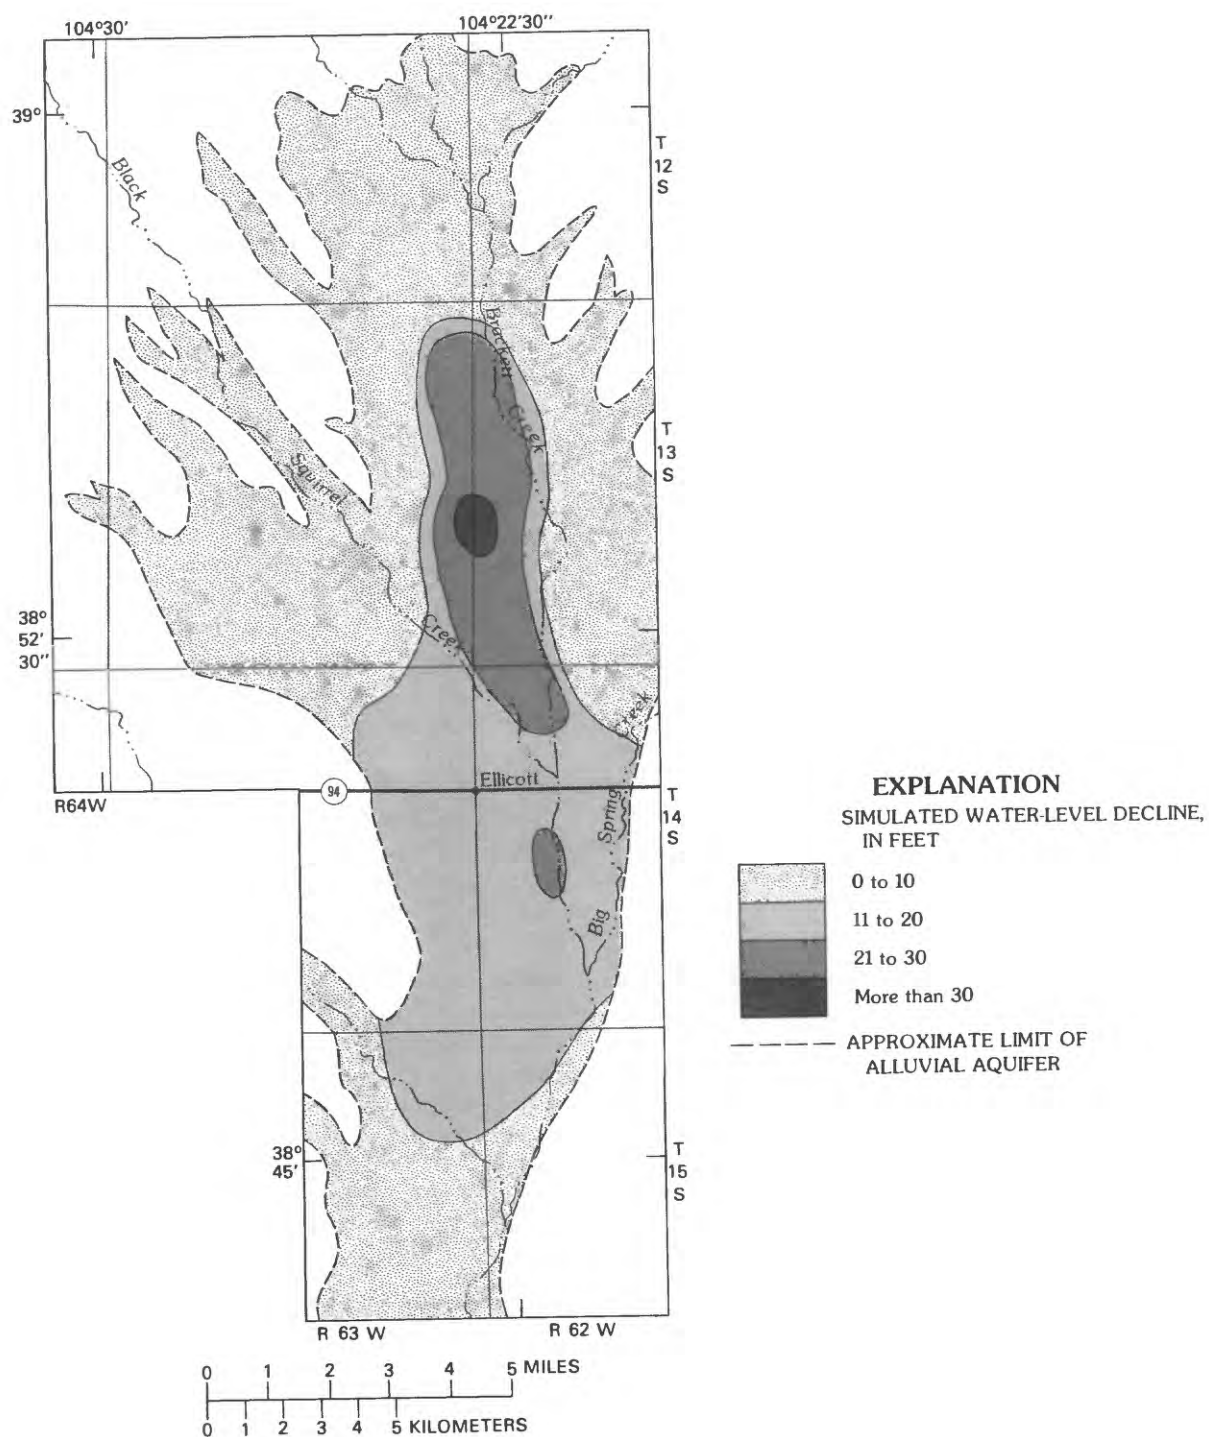 104°30′
104°22′30′′
39°
T
12
S
Black
Brackett
Creek
T
13
S
Squirrel
Creek
38°
52′
30′′
Creek
Ellicott
94
R64W
T
14
S
Spring
Big
EXPLANATION
SIMULATED WATER-LEVEL DECLINE,
IN FEET
0 to 10
11 to 20
21 to 30
More than 30
APPROXIMATE LIMIT OF
ALLUVIAL AQUIFER
38°
45′
T
15
S
R 63 W
R 62 W
0 1 2 3 4 5 MILES
0 1 2 3 4 5 KILOMETERS